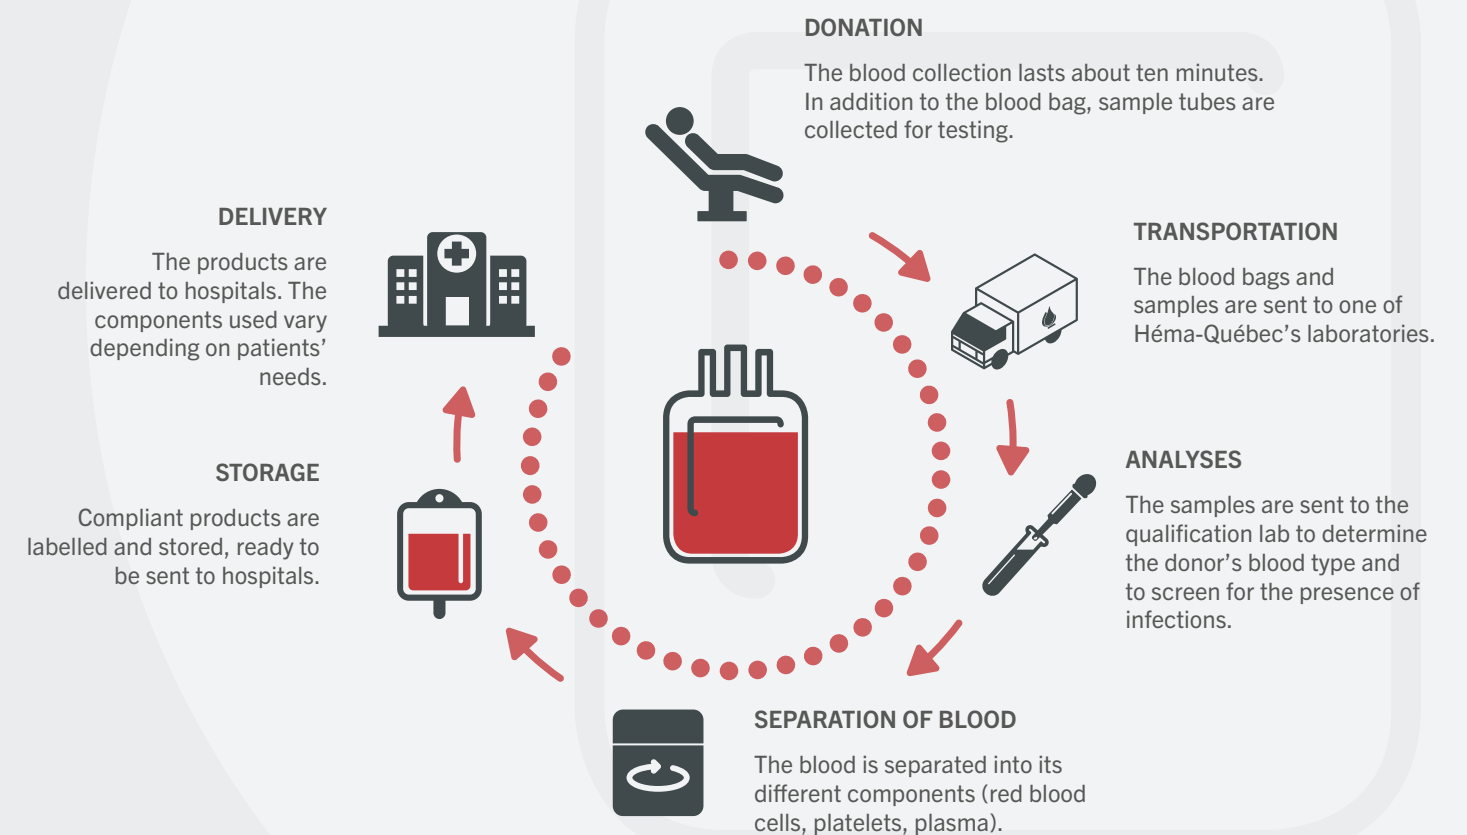 DONATION
The blood collection lasts about ten minutes.
In addition to the blood bag, sample tubes are
collected for testing.
TRANSPORTATION
The blood bags and
samples are sent to one of
Héma-Québec’s laboratories.
ANALYSES
The samples are sent to the
qualification lab to determine
the donor’s blood type and
to screen for the presence of
infections.
SEPARATION OF BLOOD
The blood is separated into its
different components (red blood
cells, platelets, plasma).
STORAGE
Compliant products are
labelled and stored, ready to
be sent to hospitals.
DELIVERY
The products are
delivered to hospitals. The
components used vary
depending on patients’
needs.